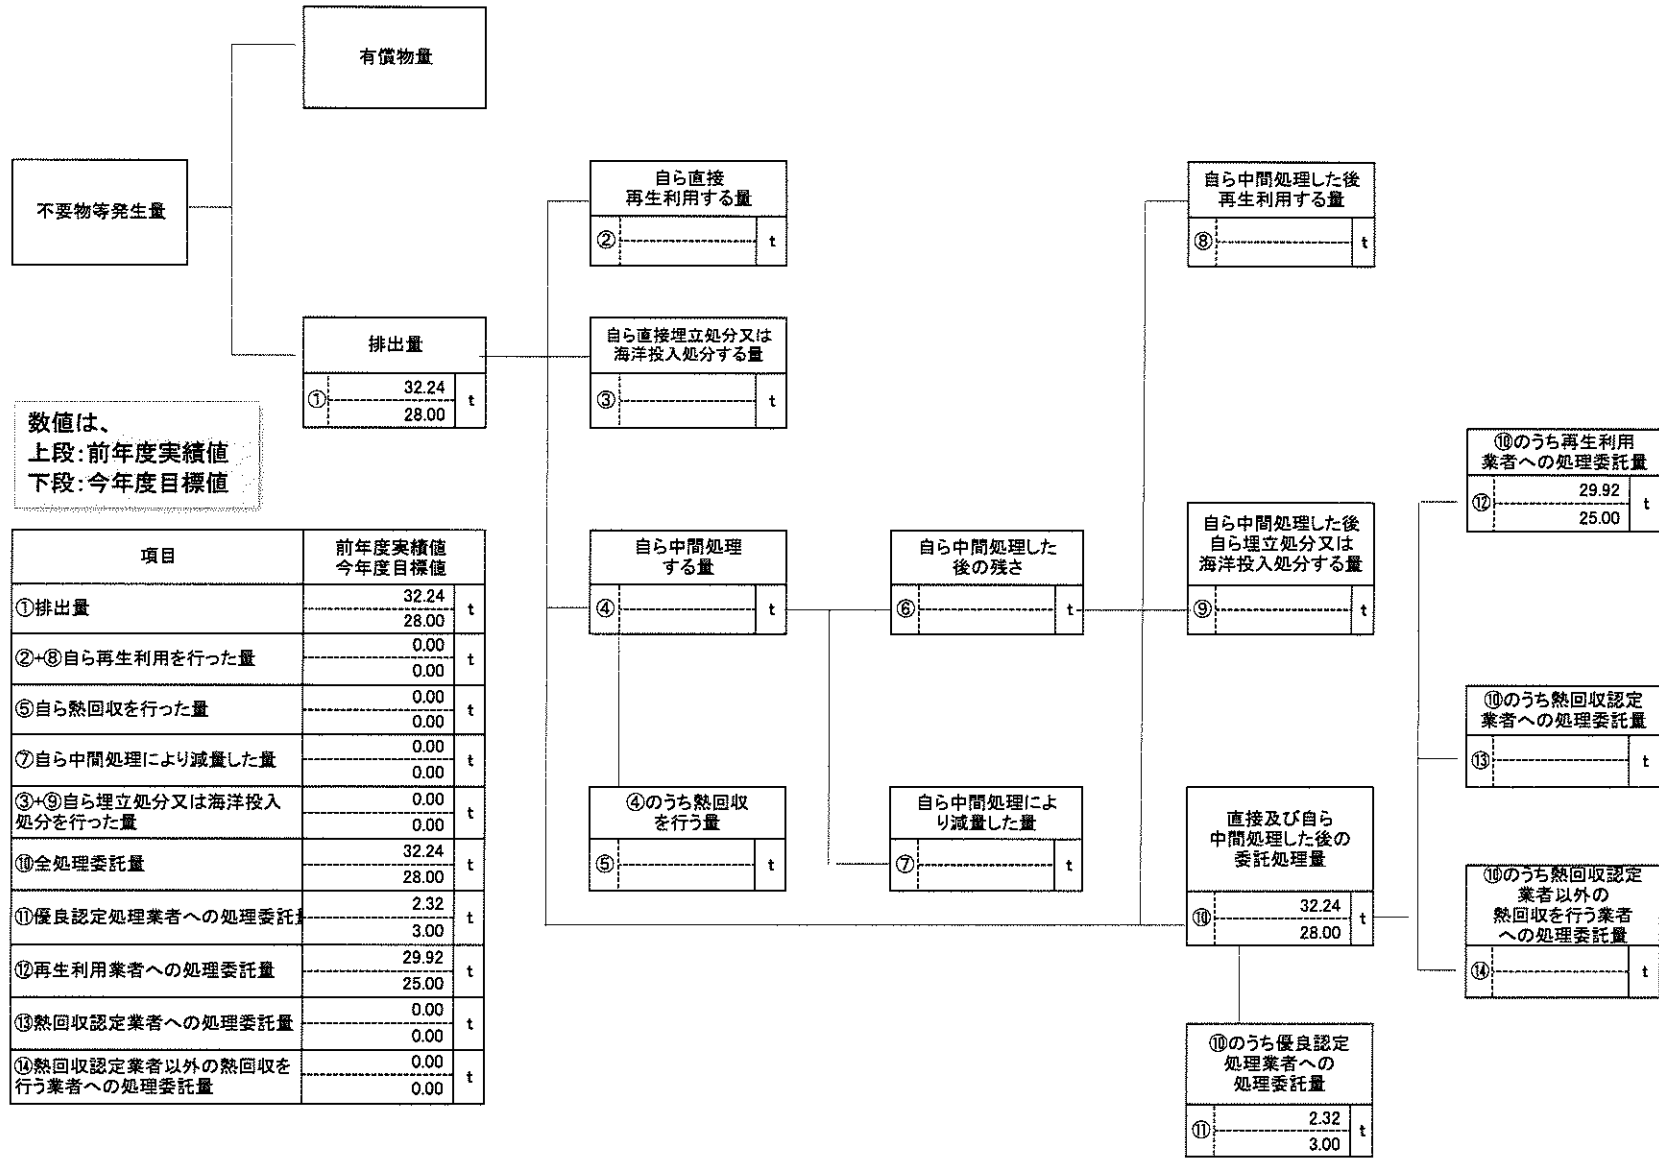 有償物量
不要物等発生量
排出量
①
32.24
28.00
t
自ら直接
再生利用する量
②
t
自ら直接埋立処分又は
海洋投入処分する量
③
t
自ら中間処理した後
再生利用する量
⑧
t
数値は、
上段:前年度実績値
下段:今年度目標値
自ら中間処理
する量
④
t
自ら中間処理した
後の残さ
⑥
t
自ら中間処理した後
自ら埋立処分又は
海洋投入処分する量
⑨
t
④のうち熱回収
を行う量
⑤
t
自ら中間処理によ
り減量した量
⑦
t
直接及び自ら
中間処理した後の
委託処理量
⑩
32.24
28.00
t
⑩のうち優良認定
処理業者への
処理委託量
⑪
2.32
3.00
t
⑩のうち再生利用
業者への処理委託量
⑫
29.92
25.00
t
⑩のうち熱回収認定
業者への処理委託量
⑬
t
⑩のうち熱回収認定
業者以外の
熱回収を行う業者
への処理委託量
⑭
t
項目
前年度実績値
今年度目標値
①排出量
32.24
28.00
t
②+⑧自ら再生利用を行った量
0.00
0.00
t
⑤自ら熱回収を行った量
0.00
0.00
t
⑦自ら中間処理により減量した量
0.00
0.00
t
③+⑨自ら埋立処分又は海洋投入
処分を行った量
0.00
0.00
t
⑩全処理委託量
32.24
28.00
t
⑪優良認定処理業者への処理委託
2.32
3.00
t
⑫再生利用業者への処理委託量
29.92
25.00
t
⑬熱回収認定業者への処理委託量
0.00
0.00
t
⑭熱回収認定業者以外の熱回収を
行う業者への処理委託量
0.00
0.00
t